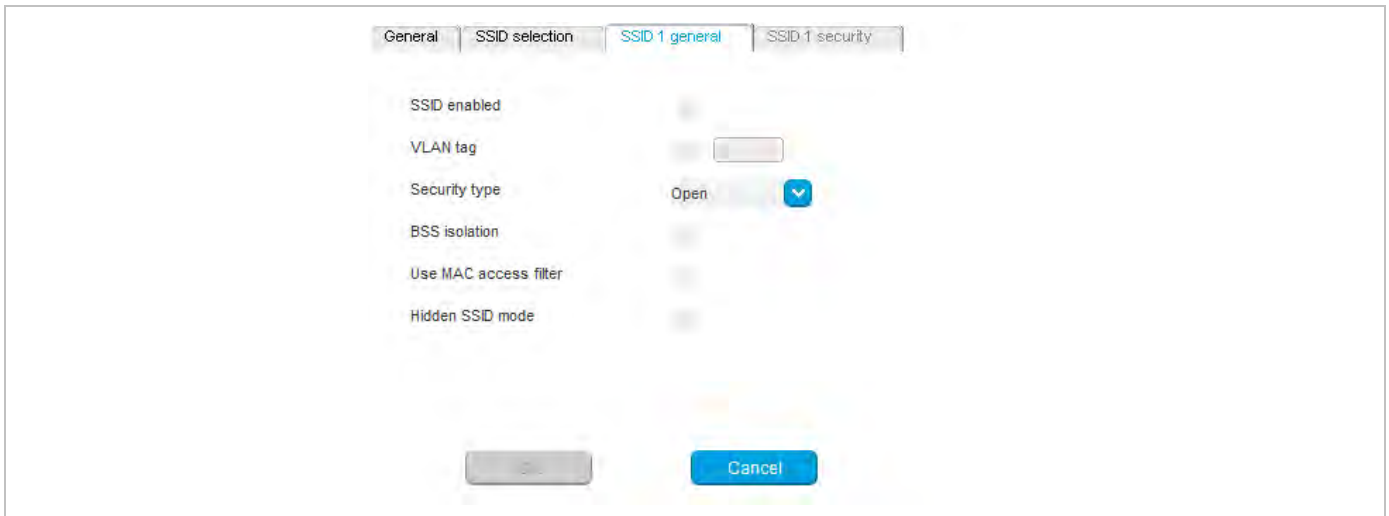 General SSID selection SSID 1 general SSID 1 security
SSID enabled
VLAN tag
Security type Open
BSS isolation
Use MAC access filter
Hidden SSID mode
Cancel